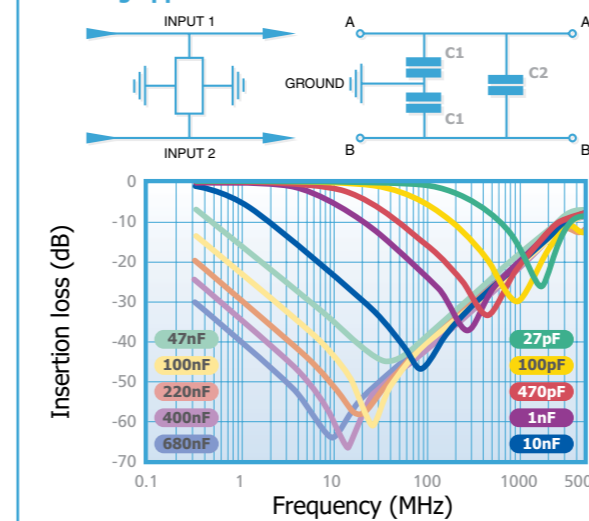 INPUT 1
INPUT 2
A
A
C1
C2
GROUND
C1
B
B
Insertion loss (dB)
0
-10
-20
-30
-40
-50
-60
-70
47nF
100nF
220nF
400nF
680nF
27pF
100pF
470pF
1nF
10nF
0.1
1
10
100
1000
500
Frequency (MHz)